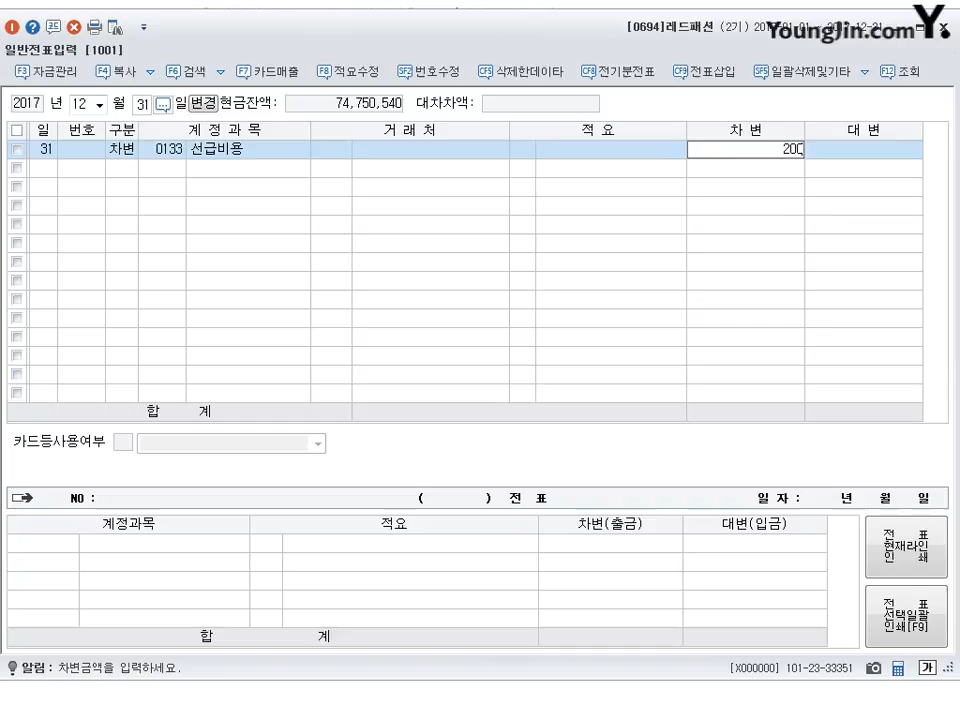 [0694]레드패션 (2기)
YoungJin.com Y.
일반전표입력 [1001]
F3 자금관리 F4 복사 F6 검색 F7 카드매출 F8 적요수정 SF2 번호수정 CF5 삭제한데이타 CF8 전기분전표 CF9 전표삽입 SF5 일괄삭제및기타 F12 조회
2017 년 12 월 31 ... 일 변경 현금잔액: 74,750,540 대차차액:
일 번호 구분 계 정 과 목 거 래 처 적 요 차 변 대 변
31 차변 0133 선급비용 200
합 계
카드등사용여부
NO : ( ) 전 표 일 자 : 년 월 일
계정과목 적요 차변(출금) 대변(입금)
전 표
현재라인
인 쇄
전 표
선택일괄
인쇄[F9]
합 계
알림 : 차변금액을 입력하세요. [X000000] 101-23-33351 가